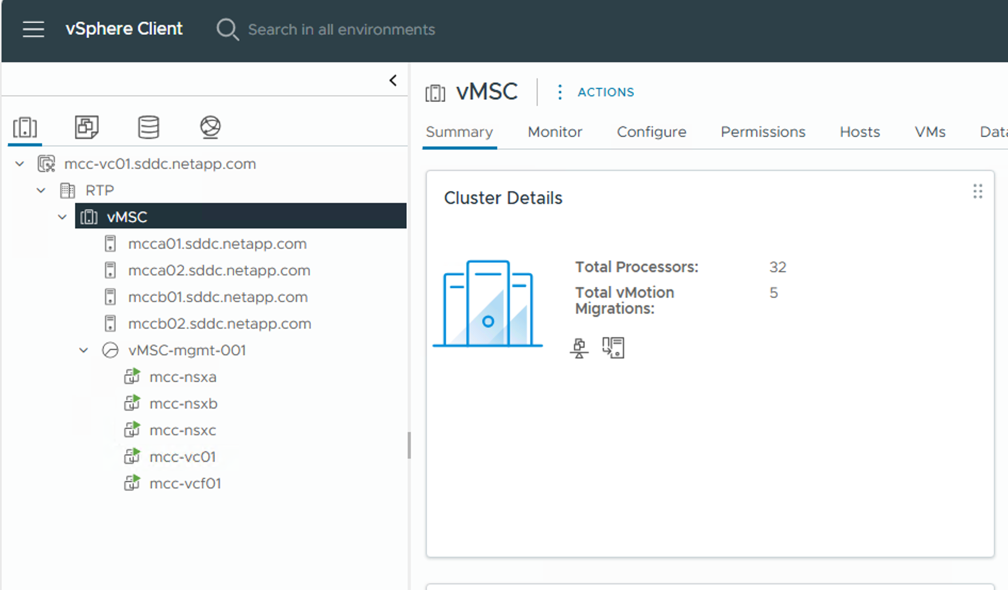 vSphere Client
Search in all environments
vMSC
ACTIONS
Summary Monitor Configure Permissions Hosts VMs Data
mcc-vc01.sddc.netapp.com
RTP
vMSC
mcca01.sddc.netapp.com
mcca02.sddc.netapp.com
mccb01.sddc.netapp.com
mccb02.sddc.netapp.com
vMSC-mgmt-001
mcc-nsxa
mcc-nsxb
mcc-nsxc
mcc-vc01
mcc-vcf01
Cluster Details
Total Processors: 32
Total vMotion 5
Migrations: